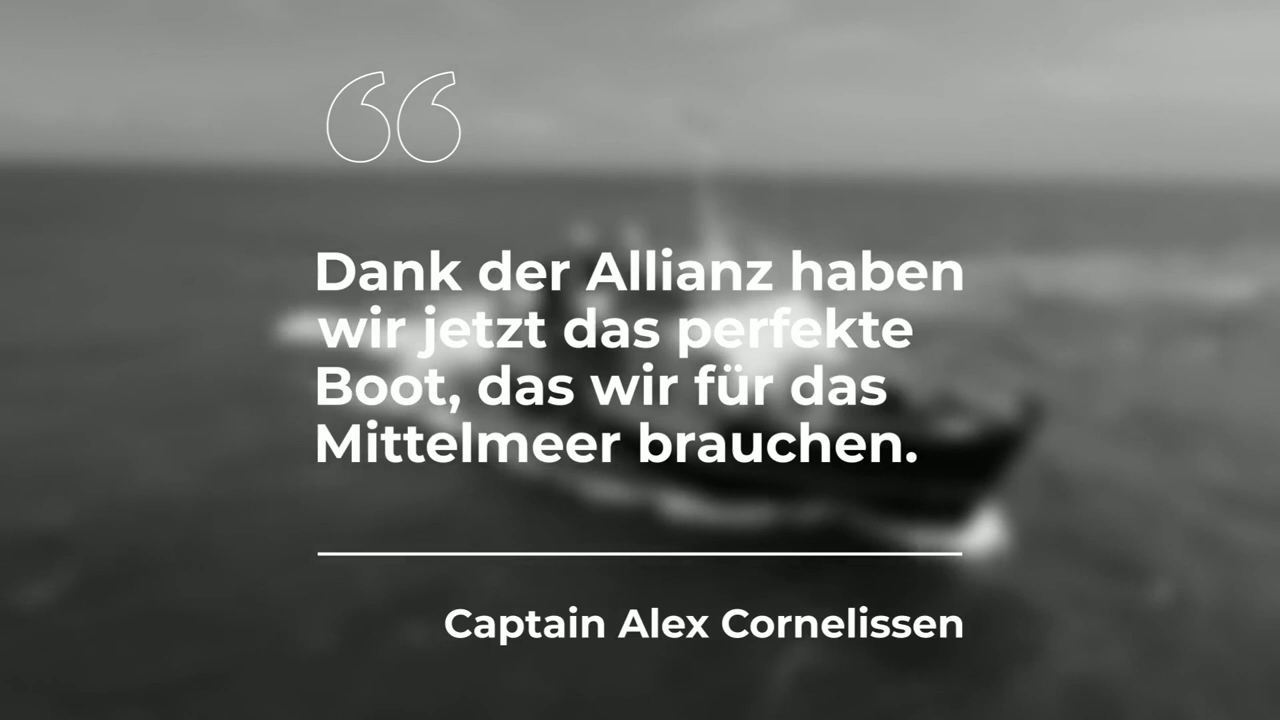 “
Dank der Allianz haben
wir jetzt das perfekte
Boot, das wir für das
Mittelmeer brauchen.
Captain Alex Cornelissen